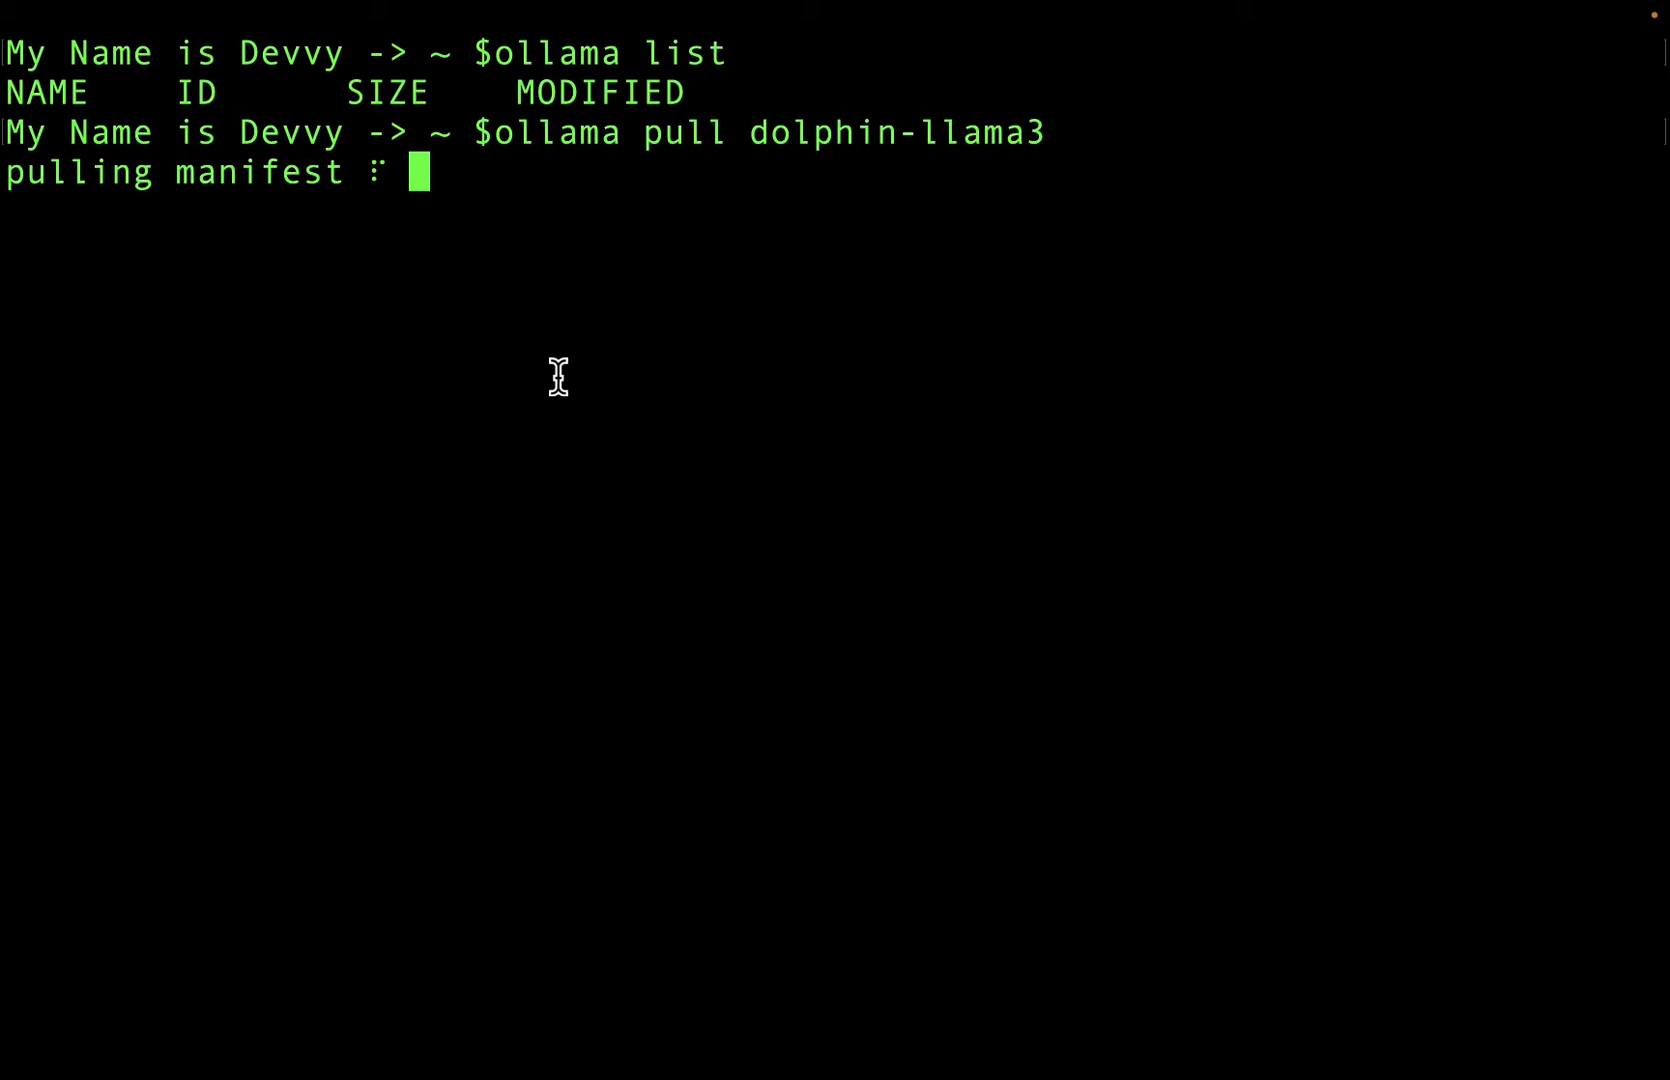 My Name is Devvy -> ~ $ollama list
NAME    ID      SIZE    MODIFIED
My Name is Devvy -> ~ $ollama pull dolphin-llama3
pulling manifest ⠏